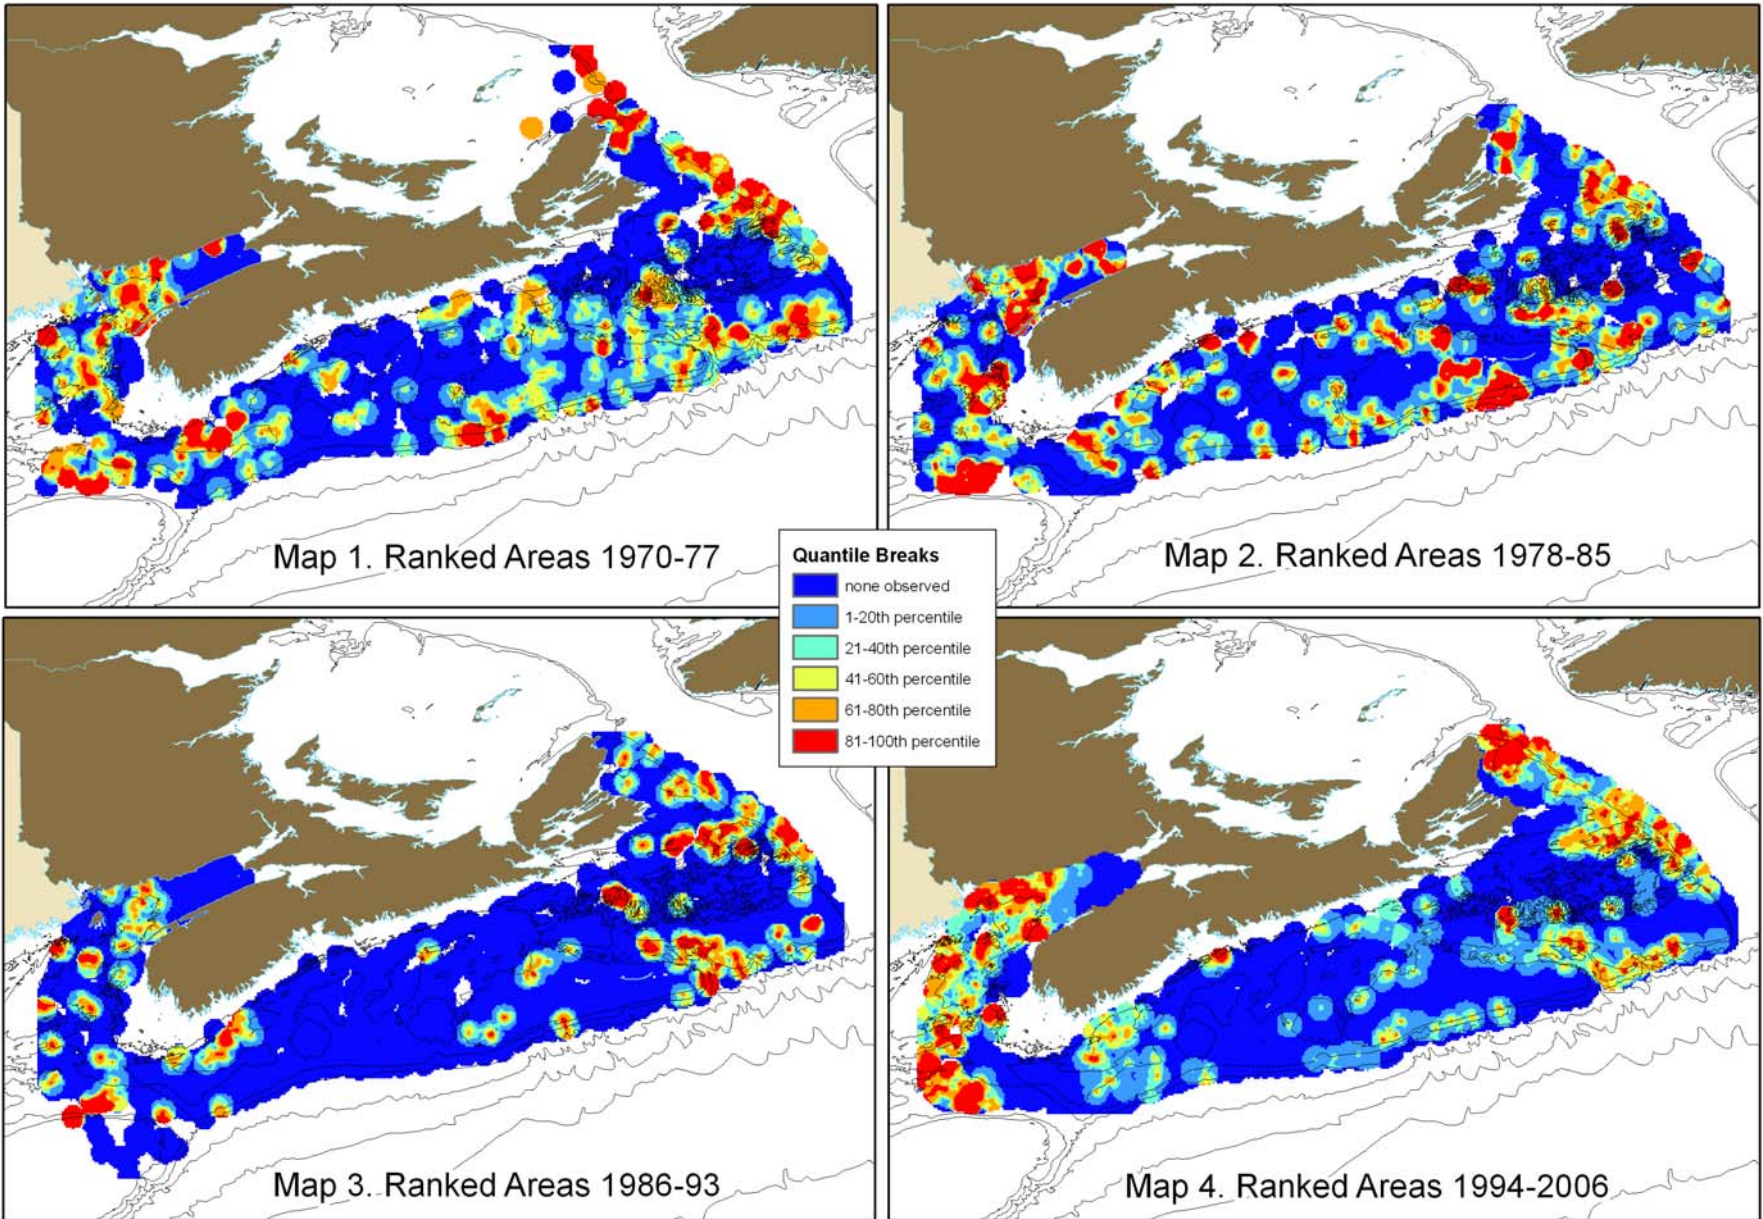 Map 1. Ranked Areas 1970-77
Map 2. Ranked Areas 1978-85
Quantile Breaks
none observed
1-20th percentile
21-40th percentile
41-60th percentile
61-80th percentile
81-100th percentile
Map 3. Ranked Areas 1986-93
Map 4. Ranked Areas 1994-2006